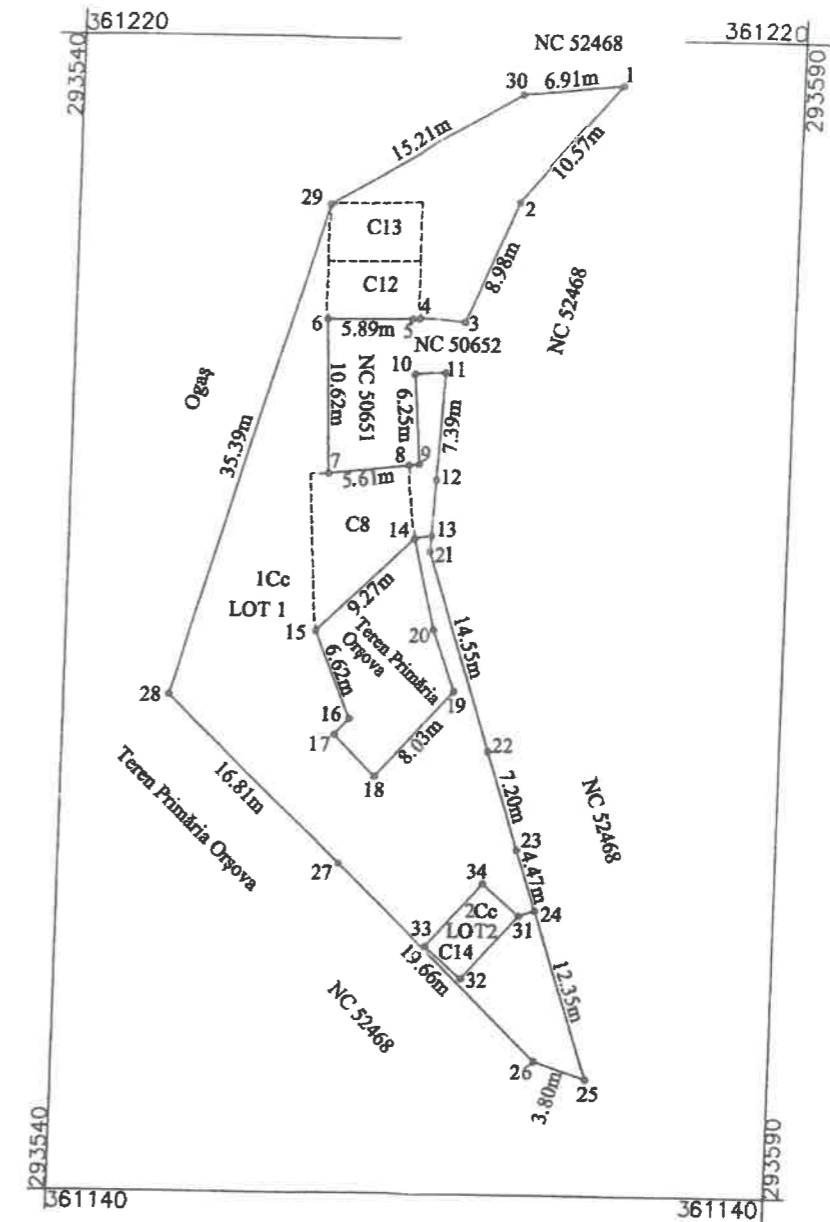 361220
361220
293540
293590
NC 52468
30
6.91m
1
15.21m
10.57m
29
2
C13
8.98m
C12
NC 52468
6
5.89m
5
4
3
NC 50652
Ogaş
10.62m
NC 50651
10
11
6.25m
7.39m
35.39m
7
5.61m
8
9
12
C8
14
13
21
1Cc
LOT 1
9.27m
15
Teren Primăria
Orşova
20
14.55m
6.62m
28
16
19
17
8.03m
18
22
Teren Primăria Orşova
16.81m
7.20m
NC 52468
23
27
34
4.47m
2Cc
24
LOT2
31
33
C14
19.66m
32
12.35m
NC 52468
26
25
3.80m
293540
293590
361140
361140